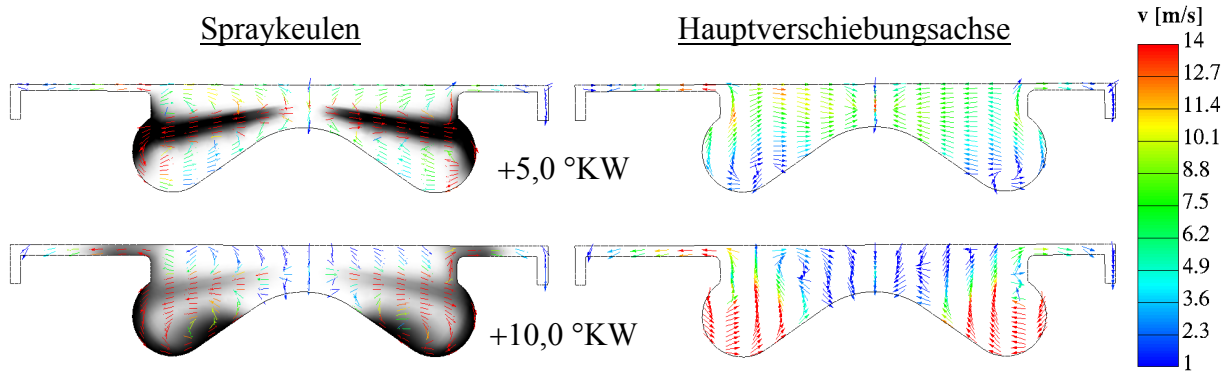 Spraykeulen
Hauptverschiebungsachse
v [m/s]
14
12.7
11.4
10.1
8.8
7.5
6.2
4.9
3.6
2.3
1
+5,0 °KW
+10,0 °KW